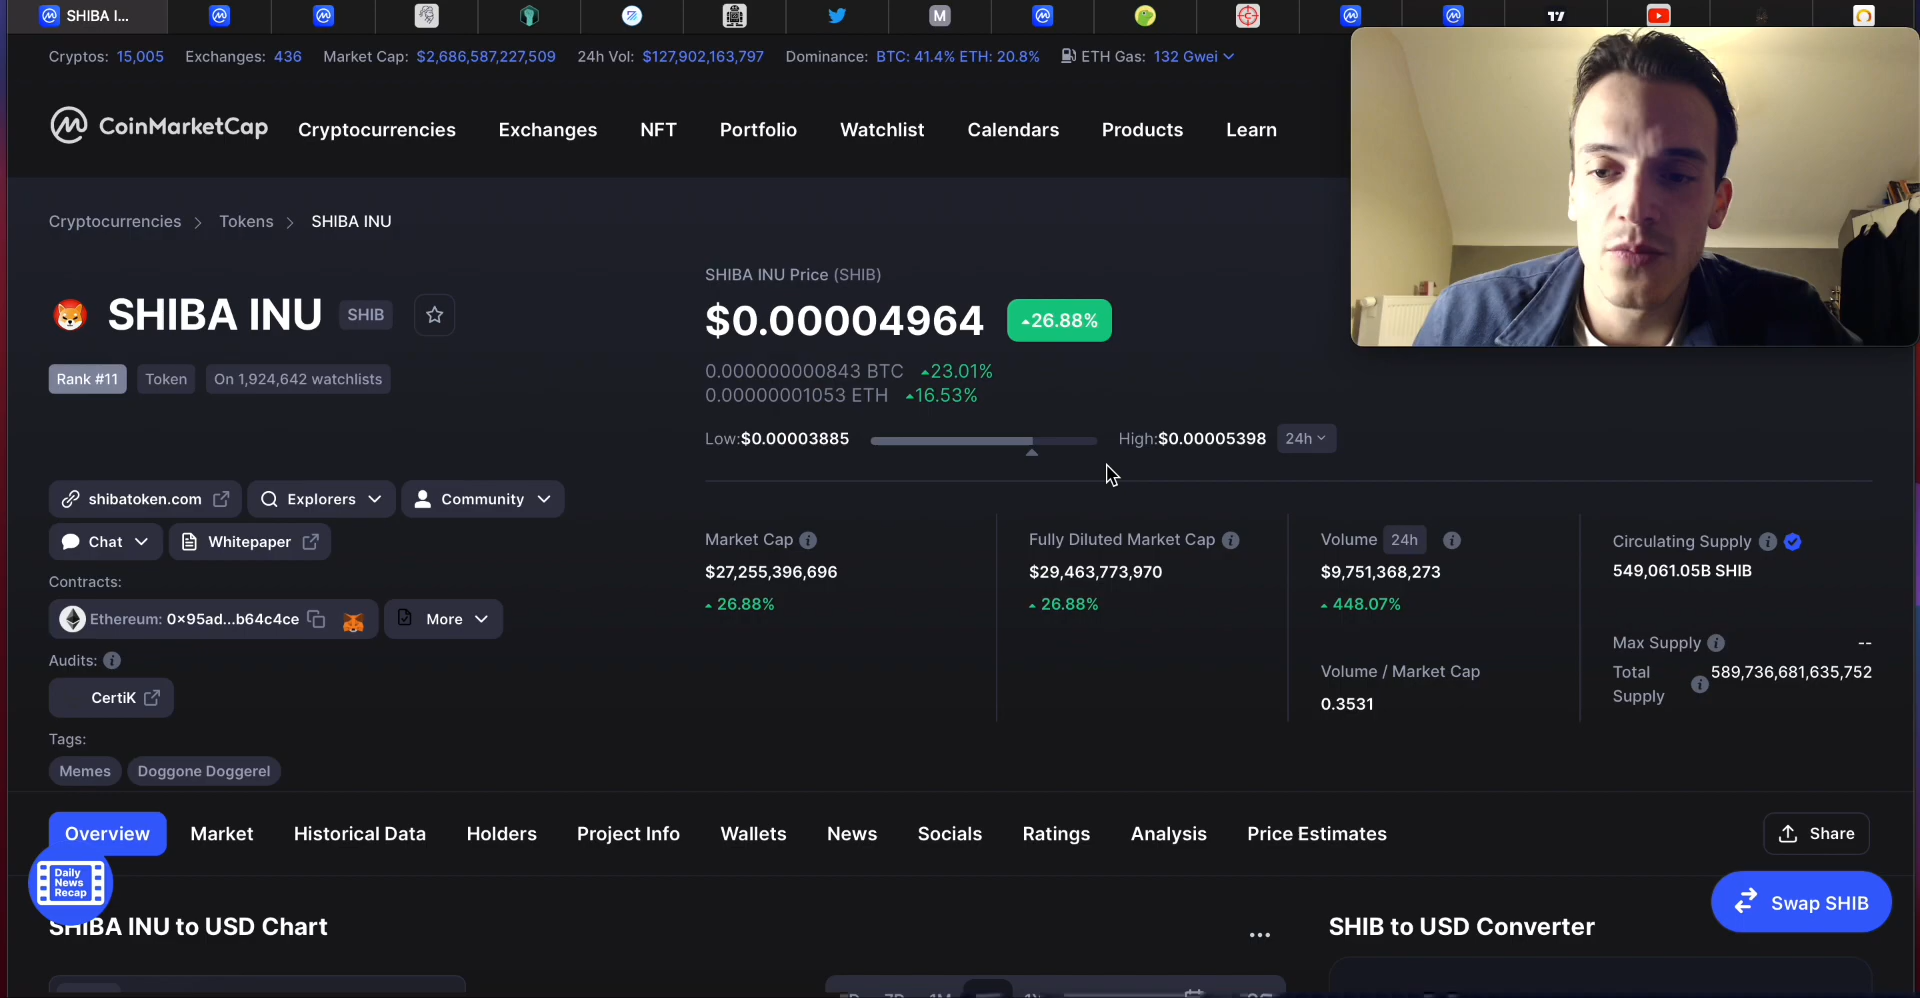 SHIBA I...
M
Cryptos: 15,005 Exchanges: 436 Market Cap: $2,686,587,227,509 24h Vol: $127,902,163,797 Dominance: BTC: 41.4% ETH: 20.8% ETH Gas: 132 Gwei
CoinMarketCap Cryptocurrencies Exchanges NFT Portfolio Watchlist Calendars Products Learn
Cryptocurrencies > Tokens > SHIBA INU
SHIBA INU SHIB
Rank #11 Token On 1,924,642 watchlists
shibatoken.com Explorers Community
Chat Whitepaper
Contracts:
Ethereum: 0x95ad...b64c4ce More
Audits:
CertiK
Tags:
Memes Doggone Doggerel
SHIBA INU Price (SHIB)
$0.00004964 26.88%
0.000000000843 BTC 23.01%
0.00000001053 ETH 16.53%
Low:$0.00003885 High:$0.00005398 24h
Market Cap
$27,255,396,696
26.88%
Fully Diluted Market Cap
$29,463,773,970
26.88%
Volume 24h
$9,751,368,273
448.07%
Volume / Market Cap
0.3531
Circulating Supply
549,061.05B SHIB
Max Supply --
Total Supply 589,736,681,635,752
Overview Market Historical Data Holders Project Info Wallets News Socials Ratings Analysis Price Estimates Share
Daily
News
Recap
SHIBA INU to USD Chart
SHIB to USD Converter
Swap SHIB